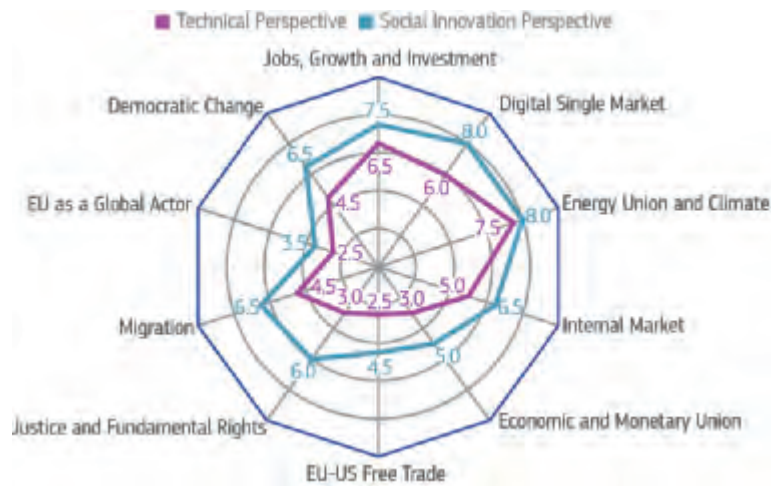 Technical Perspective Social Innovation Perspective
Jobs, Growth and Investment
Democratic Change
Digital Single Market
7.5
8.0
6.5
6.5
6.0
4.5
EU as a Global Actor
Energy Union and Climate
8.0
7.5
3.5
2.5
4.5
5.0
6.5
3.0
2.5
3.0
6.5
Migration
Internal Market
6.0
4.5
5.0
Justice and Fundamental Rights
Economic and Monetary Union
EU-US Free Trade